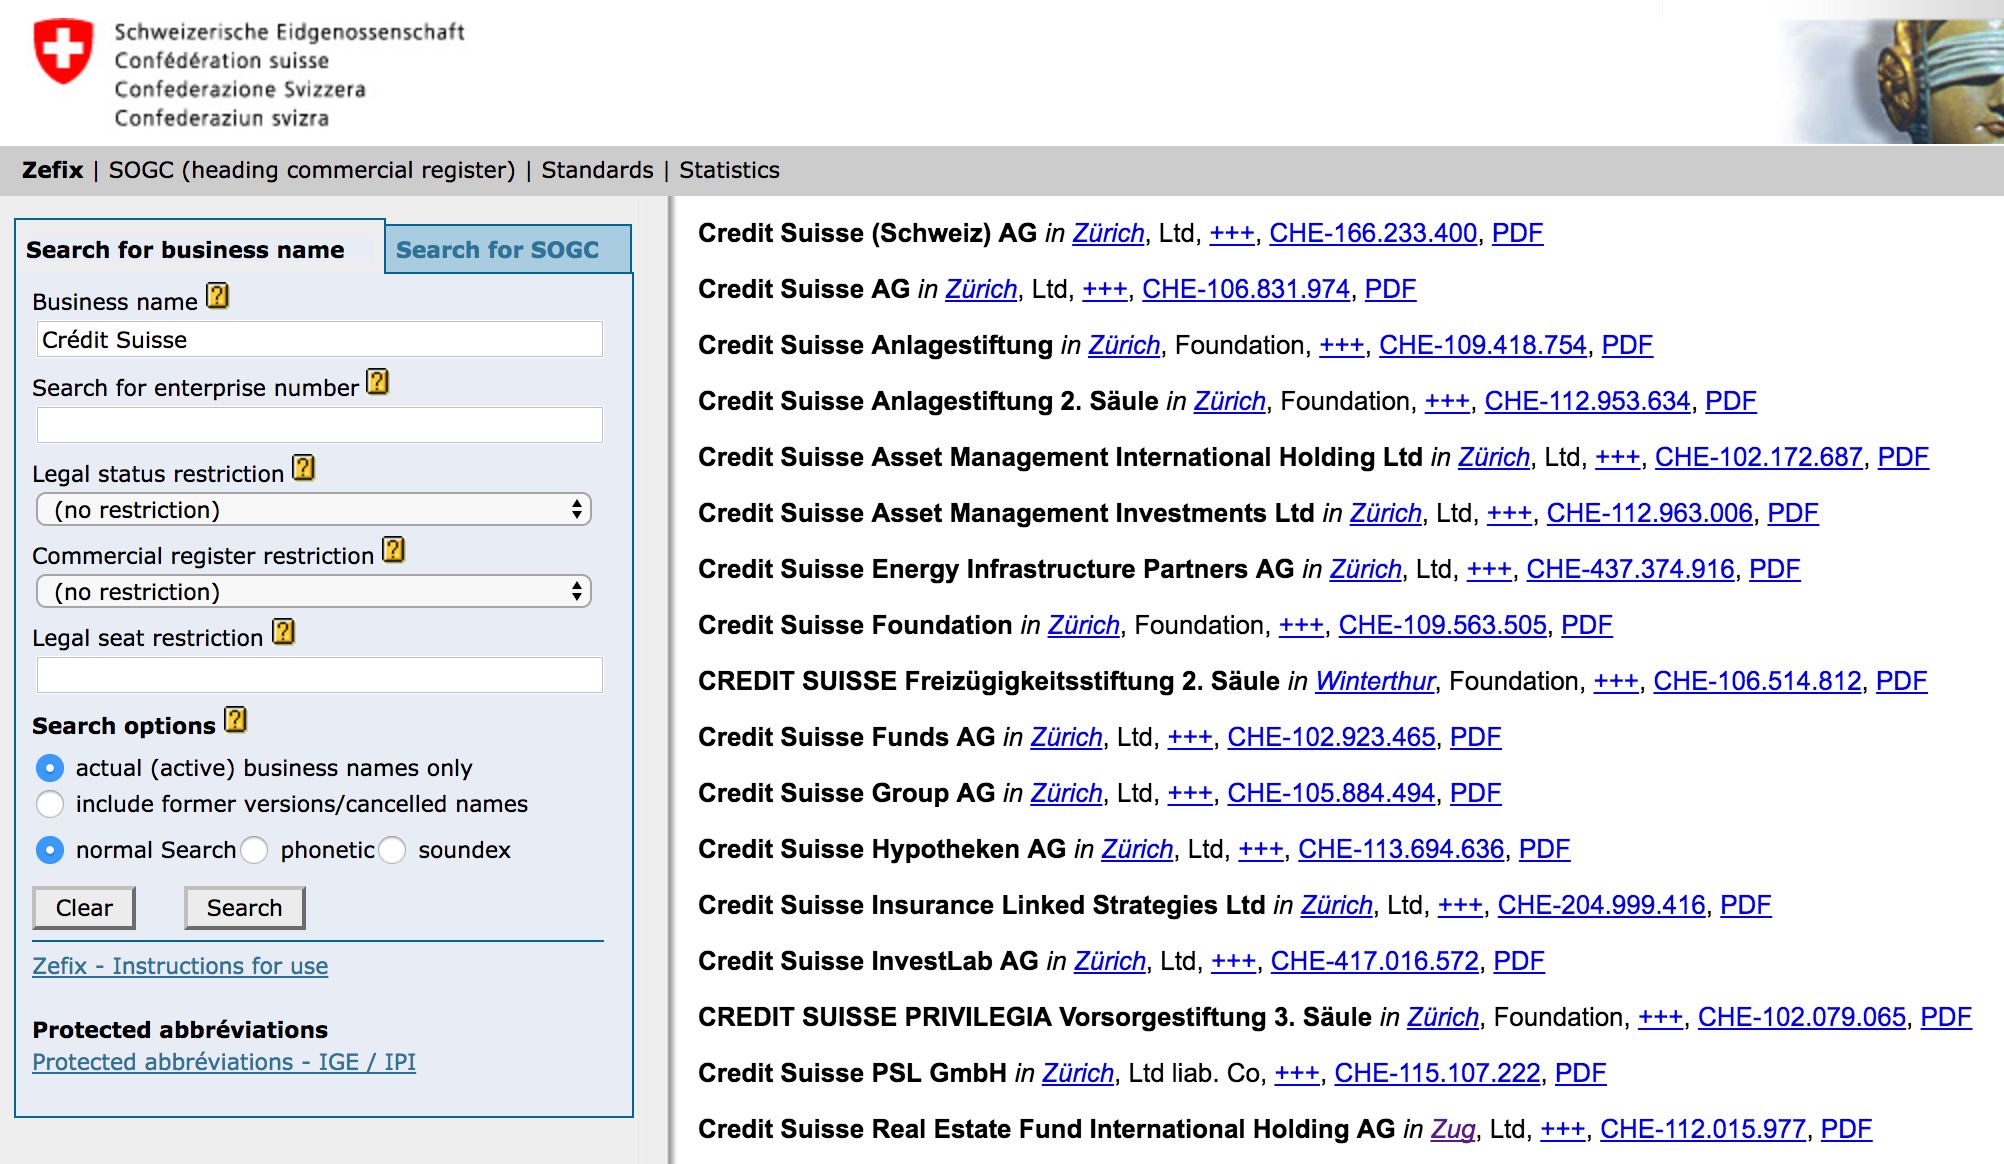 Schweizerische Eidgenossenschaft
Confédération suisse
Confederazione Svizzera
Confederaziun svizra
Zefix | SOGC (heading commercial register) | Standards | Statistics
Search for business name
Search for SOGC
Business name ?
Crédit Suisse
Search for enterprise number ?
Legal status restriction ?
(no restriction)
Commercial register restriction ?
(no restriction)
Legal seat restriction ?
Search options ?
actual (active) business names only
include former versions/cancelled names
normal Search phonetic soundex
Clear Search
Zefix - Instructions for use
Protected abbréviations
Protected abbréviations - IGE / IPI
Credit Suisse (Schweiz) AG in Zürich, Ltd, +++, CHE-166.233.400, PDF
Credit Suisse AG in Zürich, Ltd, +++, CHE-106.831.974, PDF
Credit Suisse Anlagestiftung in Zürich, Foundation, +++, CHE-109.418.754, PDF
Credit Suisse Anlagestiftung 2. Säule in Zürich, Foundation, +++, CHE-112.953.634, PDF
Credit Suisse Asset Management International Holding Ltd in Zürich, Ltd, +++, CHE-102.172.687, PDF
Credit Suisse Asset Management Investments Ltd in Zürich, Ltd, +++, CHE-112.963.006, PDF
Credit Suisse Energy Infrastructure Partners AG in Zürich, Ltd, +++, CHE-437.374.916, PDF
Credit Suisse Foundation in Zürich, Foundation, +++, CHE-109.563.505, PDF
CREDIT SUISSE Freizügigkeitsstiftung 2. Säule in Winterthur, Foundation, +++, CHE-106.514.812, PDF
Credit Suisse Funds AG in Zürich, Ltd, +++, CHE-102.923.465, PDF
Credit Suisse Group AG in Zürich, Ltd, +++, CHE-105.884.494, PDF
Credit Suisse Hypotheken AG in Zürich, Ltd, +++, CHE-113.694.636, PDF
Credit Suisse Insurance Linked Strategies Ltd in Zürich, Ltd, +++, CHE-204.999.416, PDF
Credit Suisse InvestLab AG in Zürich, Ltd, +++, CHE-417.016.572, PDF
CREDIT SUISSE PRIVILEGIA Vorsorgestiftung 3. Säule in Zürich, Foundation, +++, CHE-102.079.065, PDF
Credit Suisse PSL GmbH in Zürich, Ltd liab. Co, +++, CHE-115.107.222, PDF
Credit Suisse Real Estate Fund International Holding AG in Zug, Ltd, +++, CHE-112.015.977, PDF